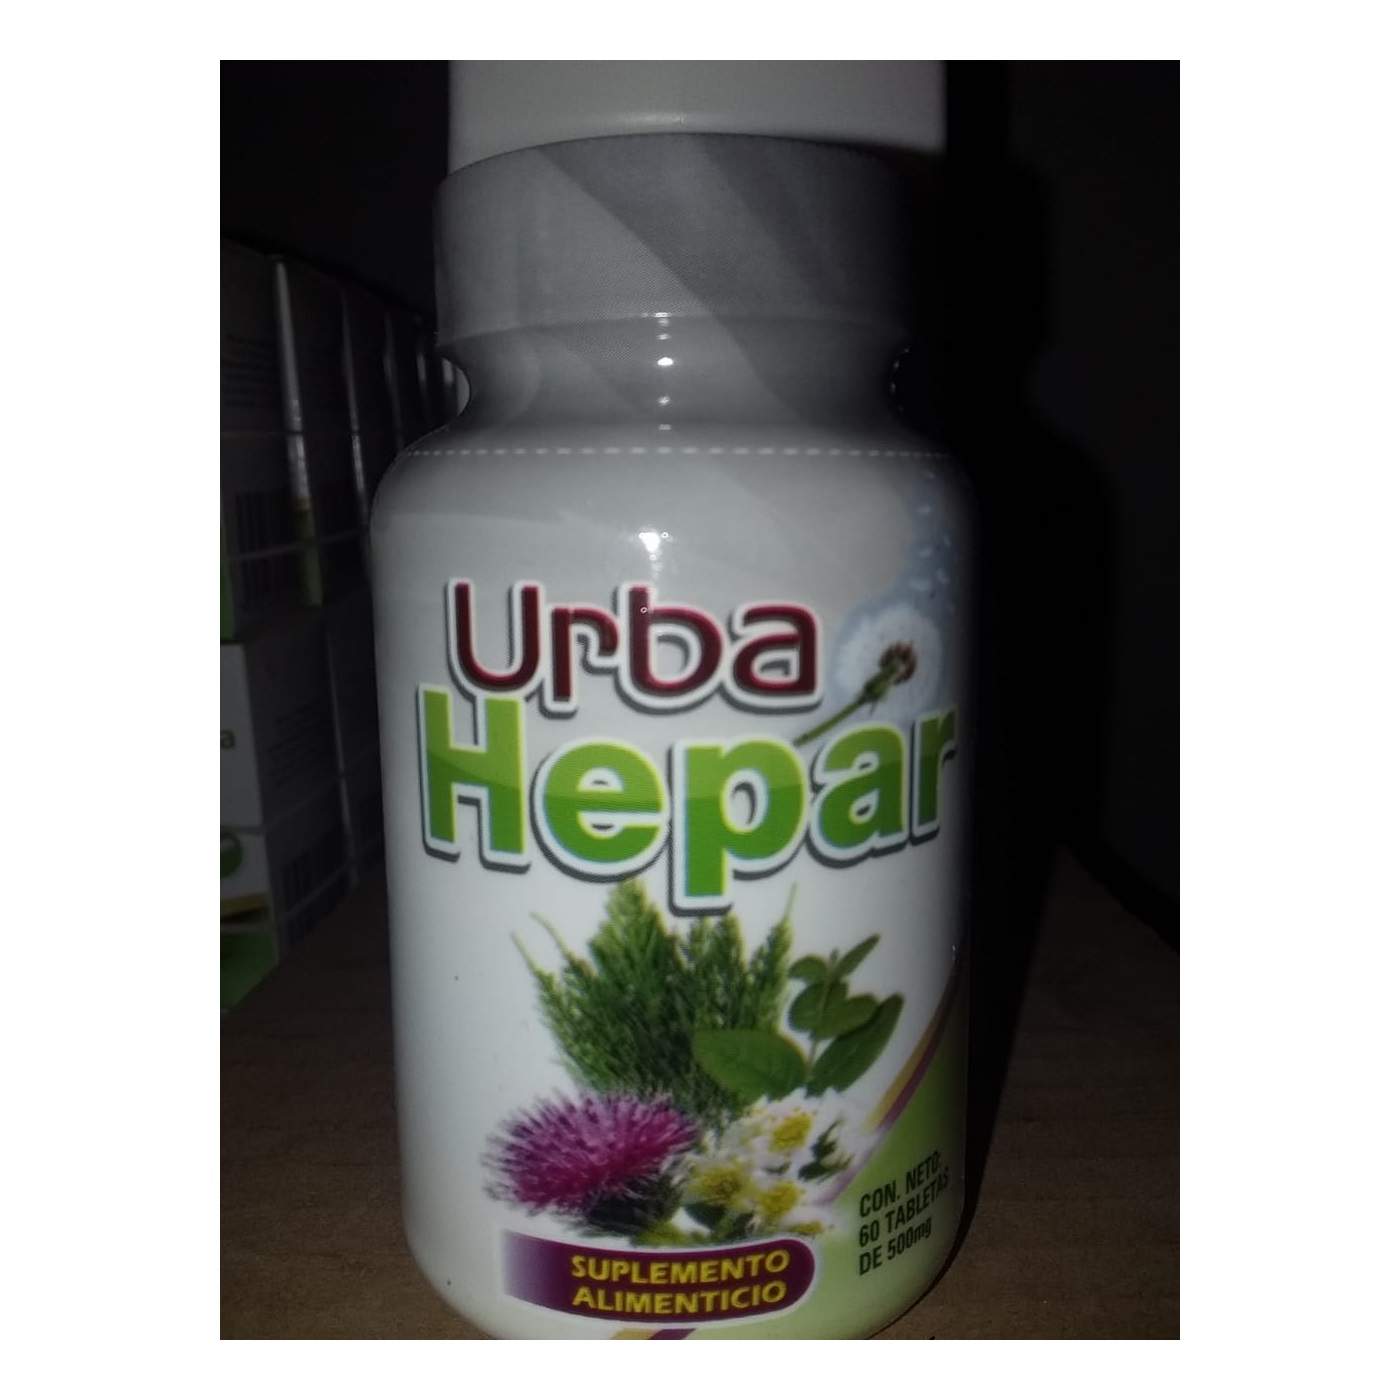 Urba
Hepar
CON. NETO:
60 TABLETAS
DE 500mg
SUPLEMENTO
ALIMENTICIO